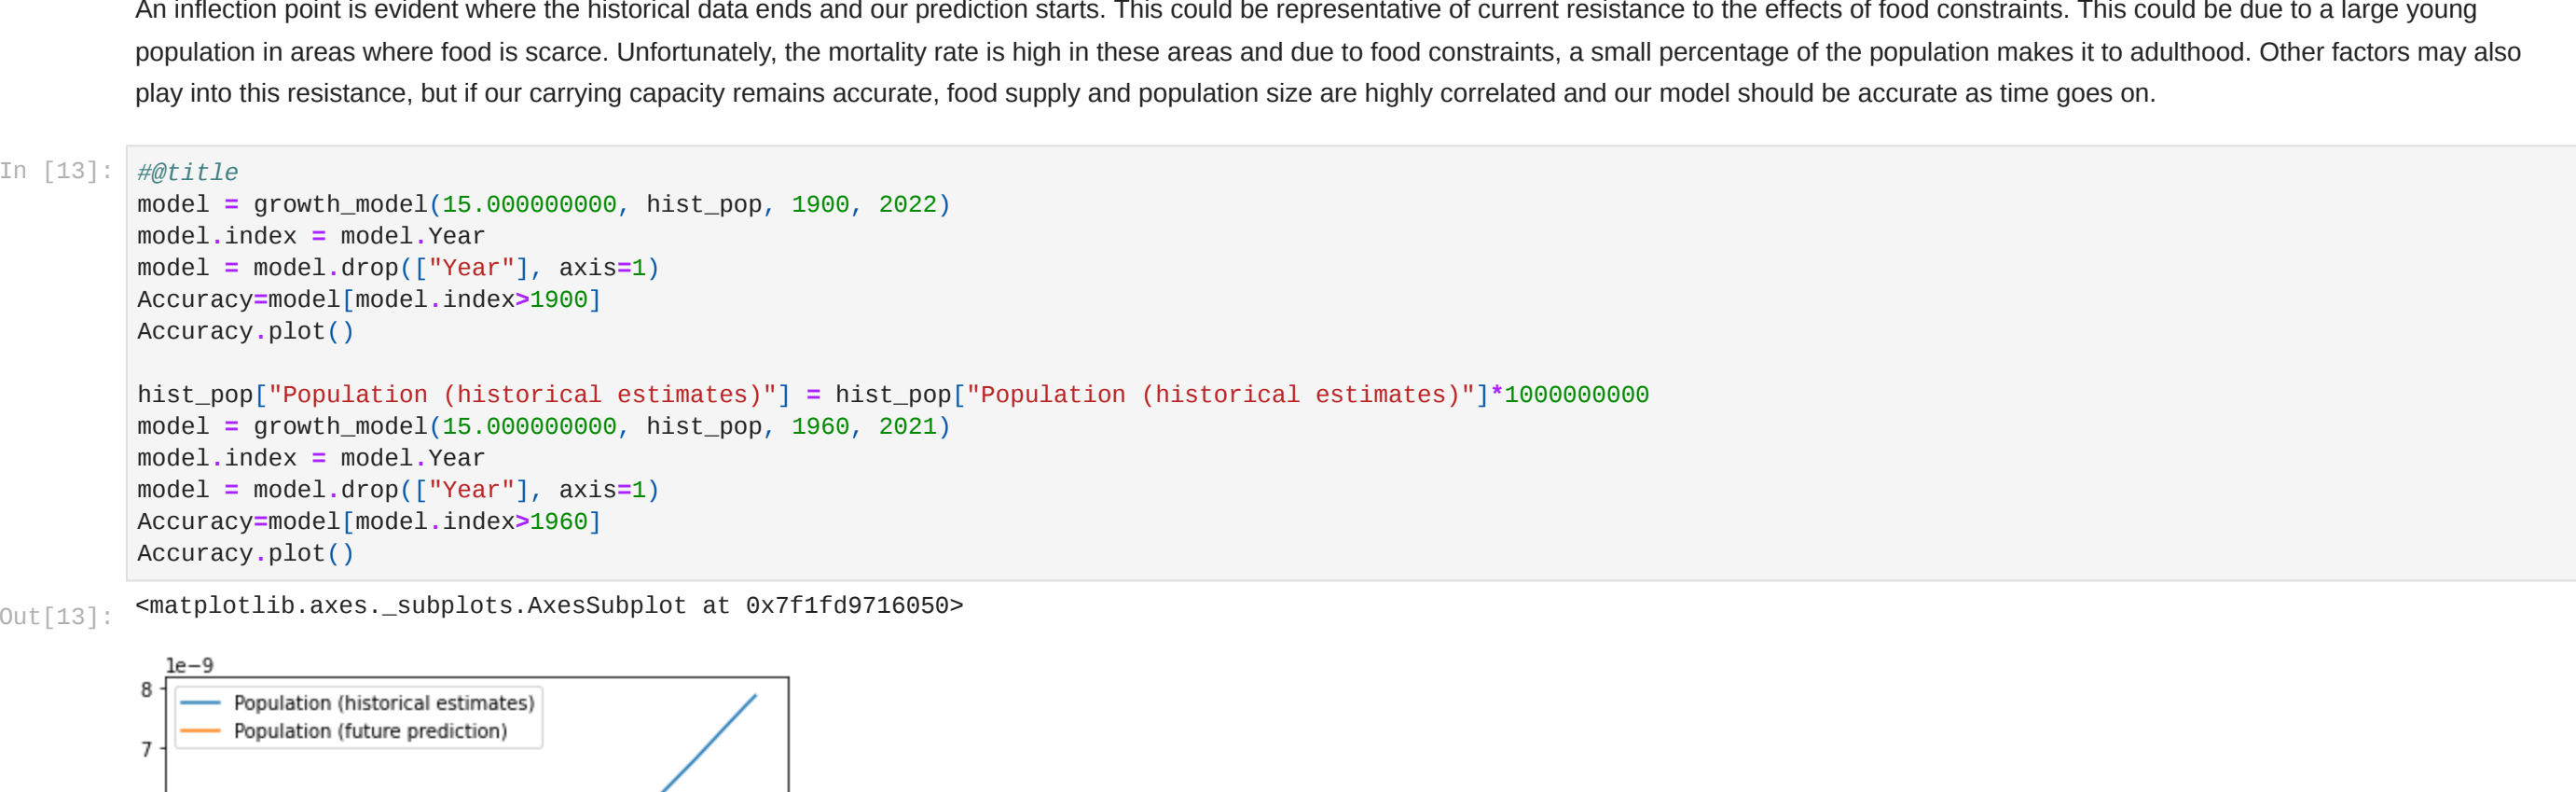 An inflection point is evident where the historical data ends and our prediction starts. This could be representative of current resistance to the effects of food constraints. This could be due to a large young
population in areas where food is scarce. Unfortunately, the mortality rate is high in these areas and due to food constraints, a small percentage of the population makes it to adulthood. Other factors may also
play into this resistance, but if our carrying capacity remains accurate, food supply and population size are highly correlated and our model should be accurate as time goes on.
In [13]:
#@title
model = growth_model(15.000000000, hist_pop, 1900, 2022)
model.index = model.Year
model = model.drop(["Year"], axis=1)
Accuracy=model[model.index>1900]
Accuracy.plot()
hist_pop["Population (historical estimates)"] = hist_pop["Population (historical estimates)"]*1000000000
model = growth_model(15.000000000, hist_pop, 1960, 2021)
model.index = model.Year
model = model.drop(["Year"], axis=1)
Accuracy=model[model.index>1960]
Accuracy.plot()
Out[13]:
<matplotlib.axes._subplots.AxesSubplot at 0x7f1fd9716050>
1e−9
8
Population (historical estimates)
Population (future prediction)
7